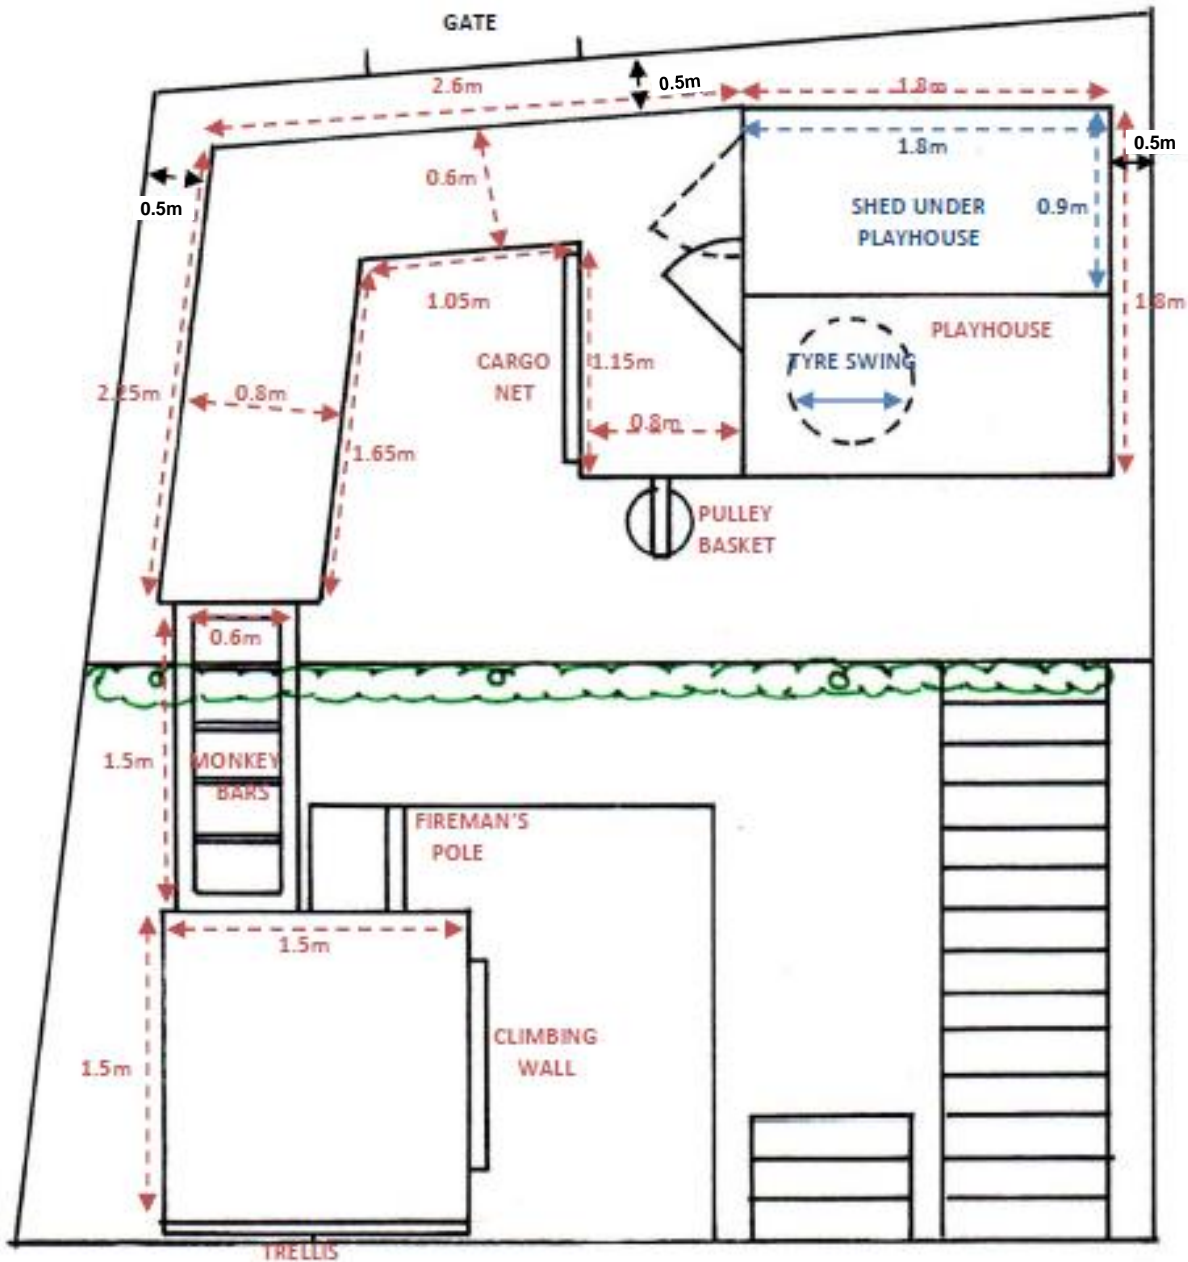 GATE
2.6m
0.5m
1.8m
0.5m
1.8m
0.6m
0.5m
SHED UNDER
PLAYHOUSE
0.9m
1.05m
1.8m
PLAYHOUSE
CARGO
NET
1.15m
TYRE SWING
2.25m
0.8m
0.8m
1.65m
PULLEY
BASKET
0.6m
1.5m
MONKEY
BARS
FIREMAN'S
POLE
1.5m
CLIMBING
WALL
1.5m
TRELLIS